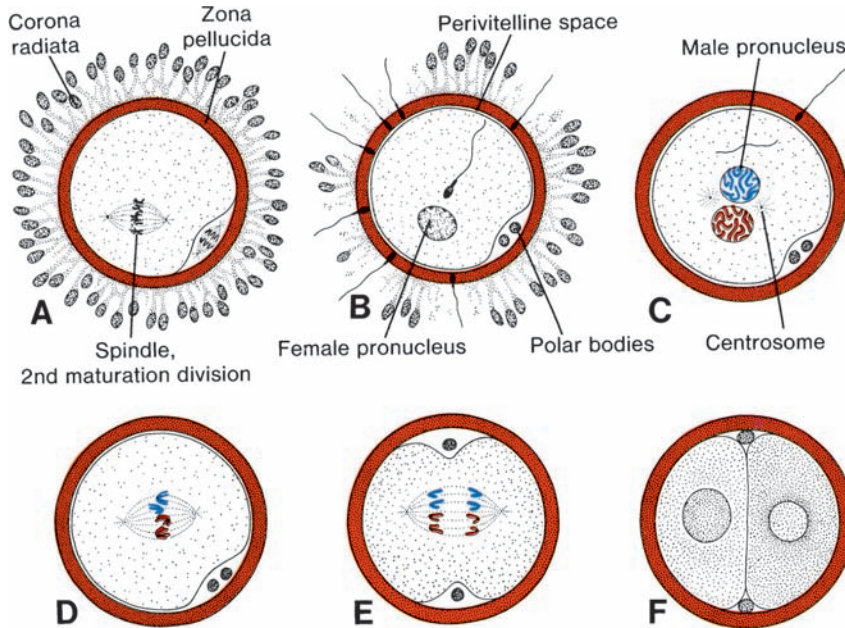 Corona
radiata
Zona
pellucida
Perivitelline space
Male pronucleus
A
B
C
Spindle,
2nd maturation division
Female pronucleus
Polar bodies
Centrosome
D
E
F